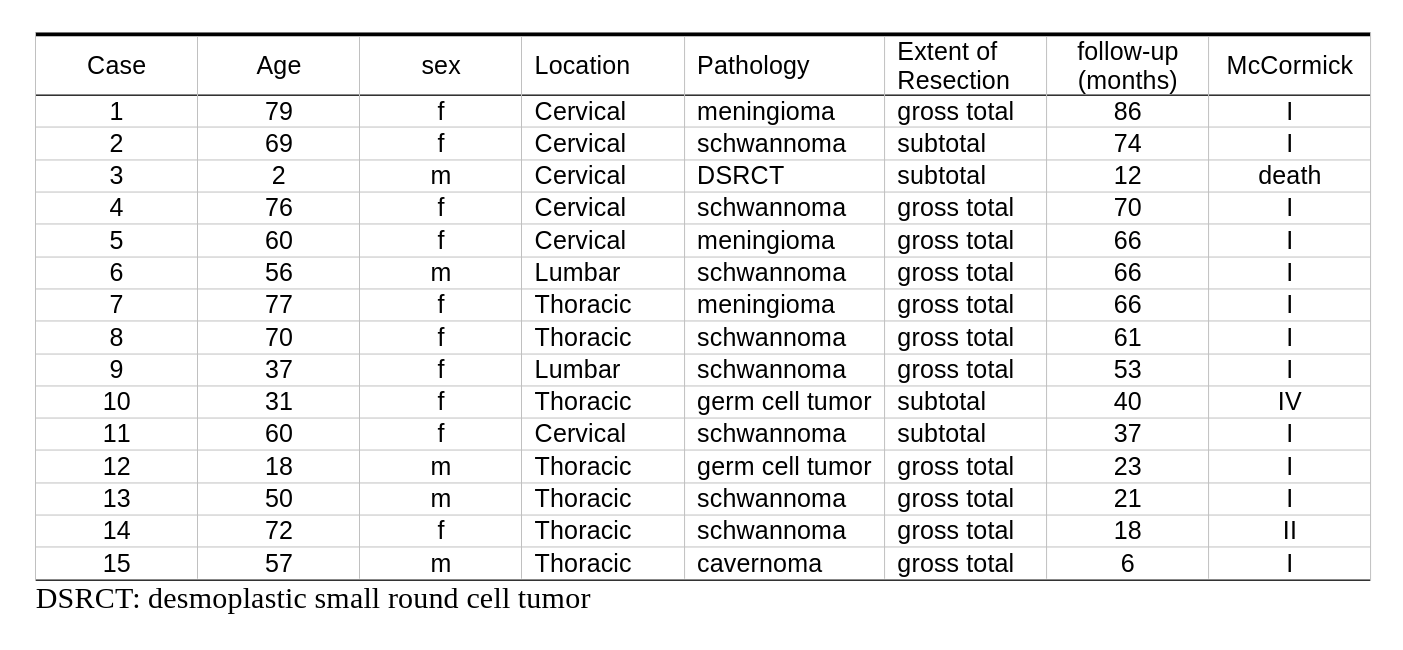 Case Age sex Location Pathology Extent of Resection follow-up (months) McCormick
1 79 f Cervical meningioma gross total 86 I
2 69 f Cervical schwannoma subtotal 74 I
3 2 m Cervical DSRCT subtotal 12 death
4 76 f Cervical schwannoma gross total 70 I
5 60 f Cervical meningioma gross total 66 I
6 56 m Lumbar schwannoma gross total 66 I
7 77 f Thoracic meningioma gross total 66 I
8 70 f Thoracic schwannoma gross total 61 I
9 37 f Lumbar schwannoma gross total 53 I
10 31 f Thoracic germ cell tumor subtotal 40 IV
11 60 f Cervical schwannoma subtotal 37 I
12 18 m Thoracic germ cell tumor gross total 23 I
13 50 m Thoracic schwannoma gross total 21 I
14 72 f Thoracic schwannoma gross total 18 II
15 57 m Thoracic cavernoma gross total 6 I
DSRCT: desmoplastic small round cell tumor